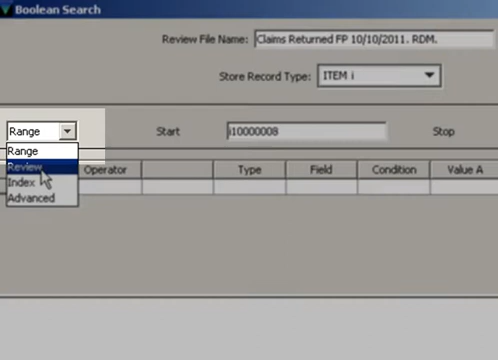 Boolean Search
Review File Name: Claims Returned FP 10/10/2011. RDM.
Store Record Type: ITEM i
Range Start i10000008 Stop
Range
Review
Index
Advanced
Operator Type Field Condition Value A